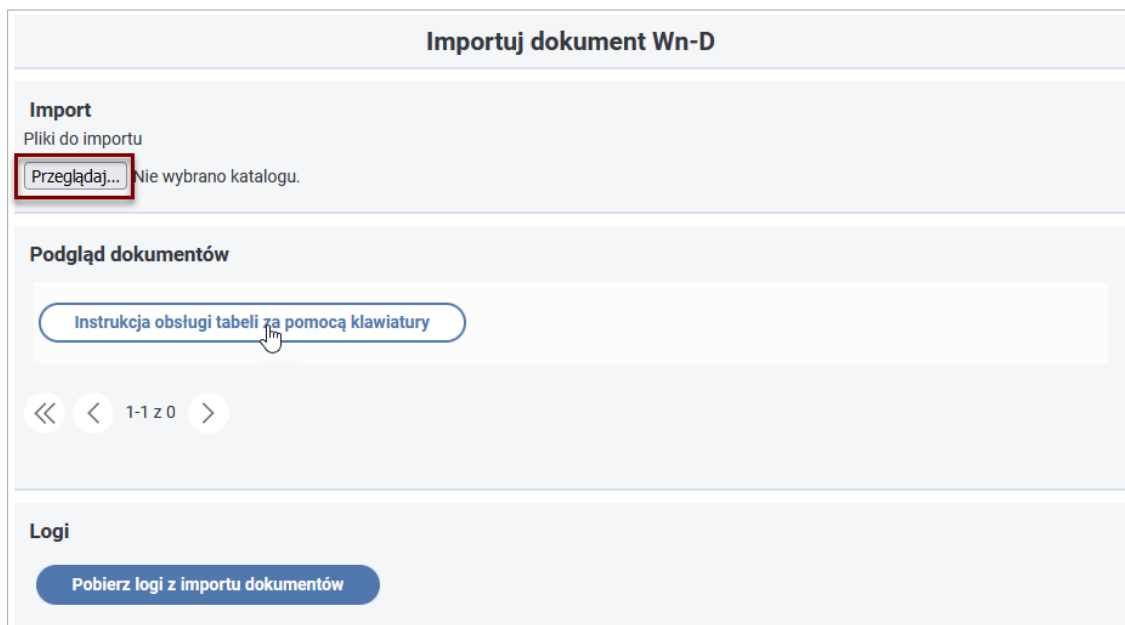 Importuj dokument Wn-D
Import
Pliki do importu
Przeglądaj... Nie wybrano katalogu.
Podgląd dokumentów
Instrukcja obsługi tabeli za pomocą klawiatury
1-1 z 0
Logi
Pobierz logi z importu dokumentów